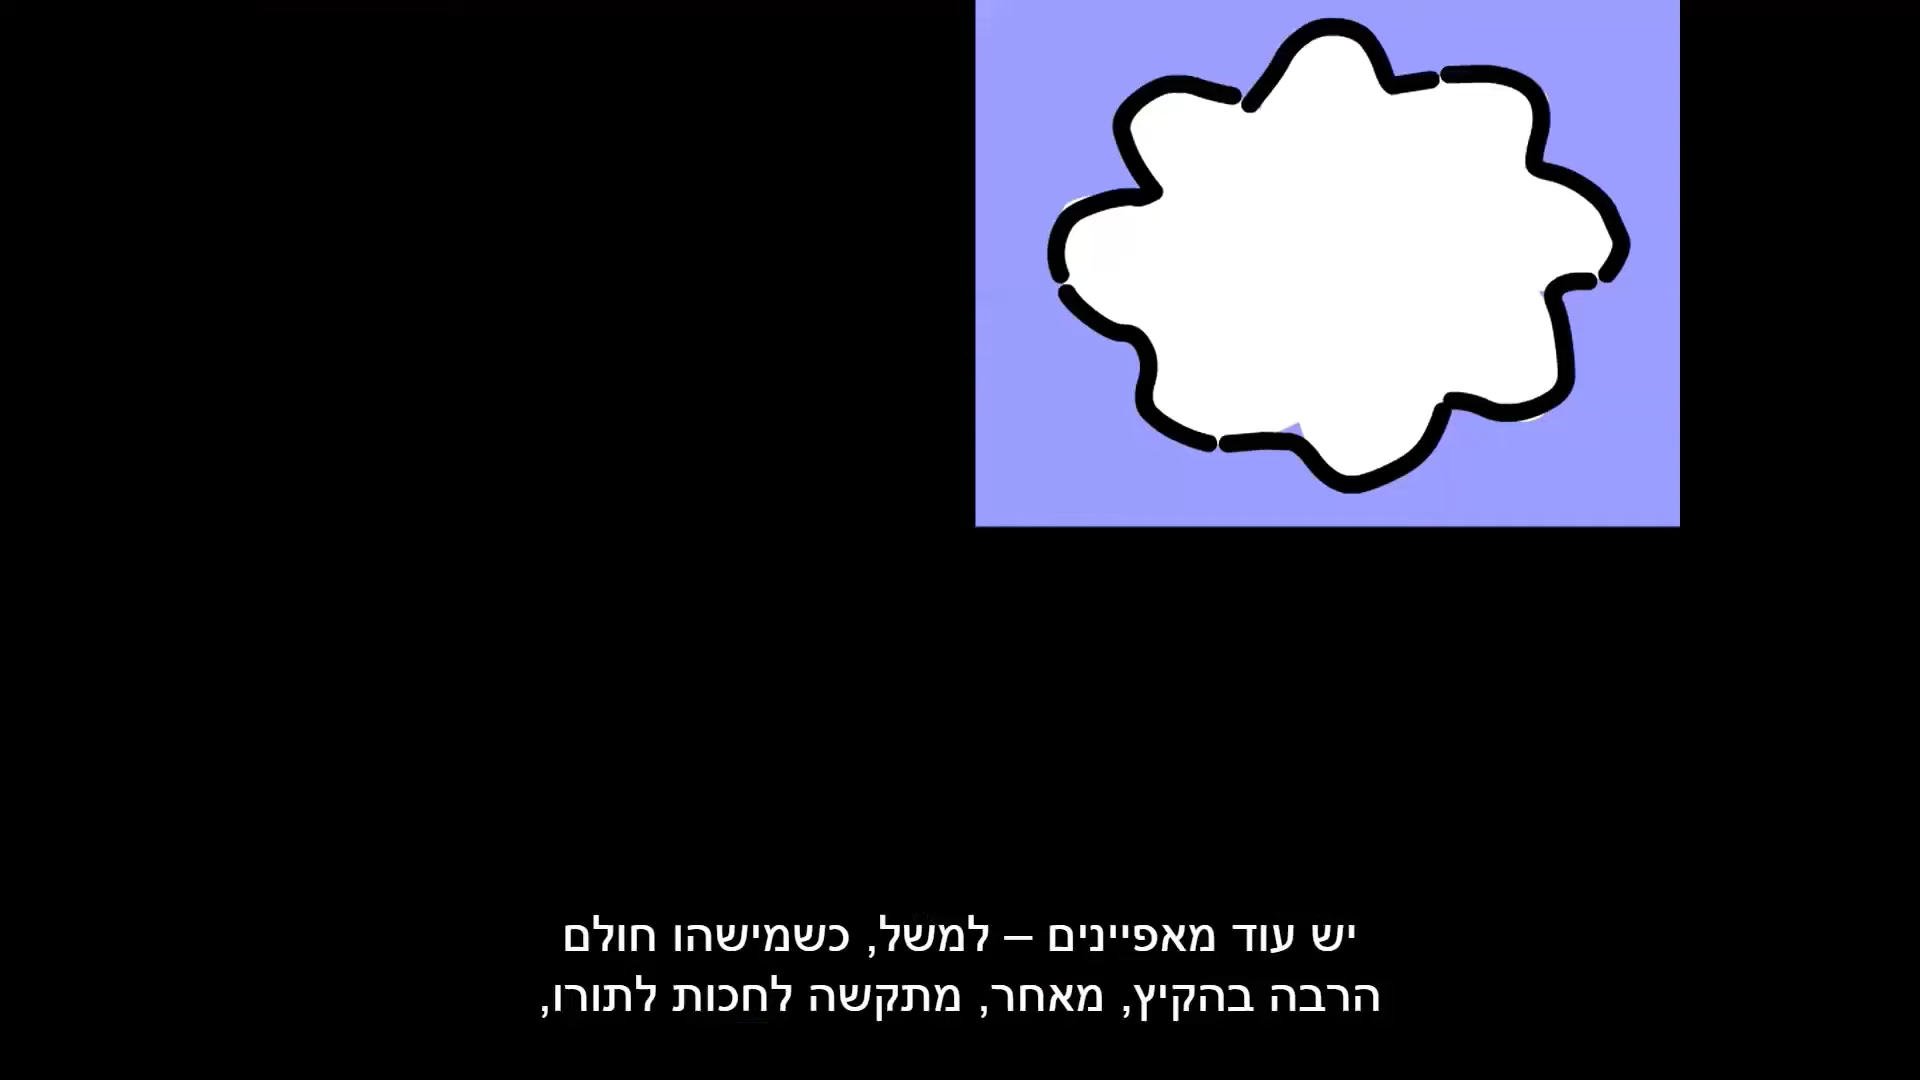 יש עוד מאפיינים – למשל, כשמישהו חולם
הרבה בהקיץ, מאחר, מתקשה לחכות לתורו,